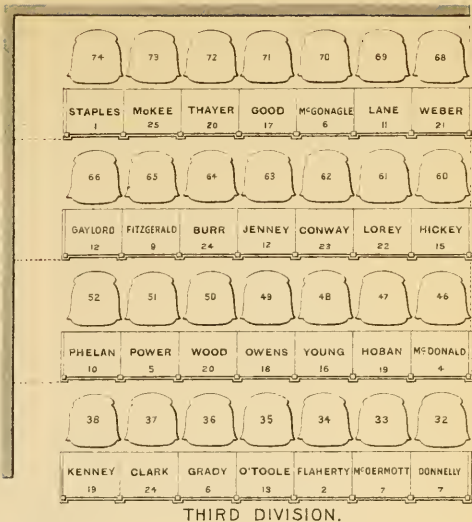 74 73 72 71 70 69 68
STAPLES McKEE THAYER GOOD McGONAGLE LANE WEBER
1 25 20 17 6 11 21
66 65 64 63 62 61 60
GAYLORD FITZGERALD BURR JENNEY CONWAY LOREY HICKEY
12 9 24 12 23 22 15
52 51 50 49 48 47 46
PHELAN POWER WOOD OWENS YOUNG HOBAN McDONALD
10 5 20 18 16 19 4
38 37 36 35 34 33 32
KENNEY CLARK GRADY O'TOOLE FLAHERTY McDERMOTT DONNELLY
19 24 6 13 2 7 7
THIRD DIVISION.